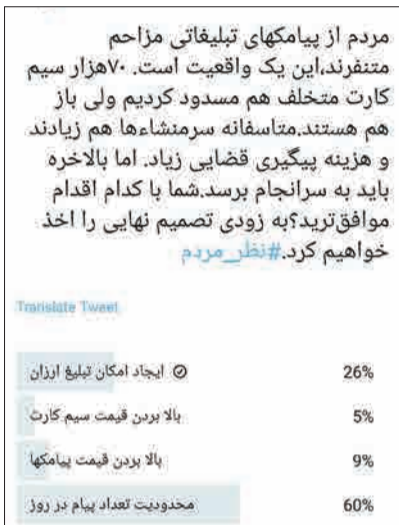 مردم از پیامکهای تبلیغاتی مزاحم
متنفرند،این یک واقعیت است. ۷۰هزار سیم
کارت متخلف هم مسدود کردیم ولی باز
هم هستند.متاسفانه سرمنشاءها هم زیادند
و هزینه پیگیری قضایی زیاد. اما بالاخره
باید به سرانجام برسد.شما با کدام اقدام
موافق‌ترید؟به زودی تصمیم نهایی را اخذ
خواهیم کرد.#نظر_مردم
Translate Tweet
ایجاد امکان تبلیغ ارزان 26%
بالا بردن قیمت سیم کارت 5%
بالا بردن قیمت پیامکها 9%
محدودیت تعداد پیام در روز 60%